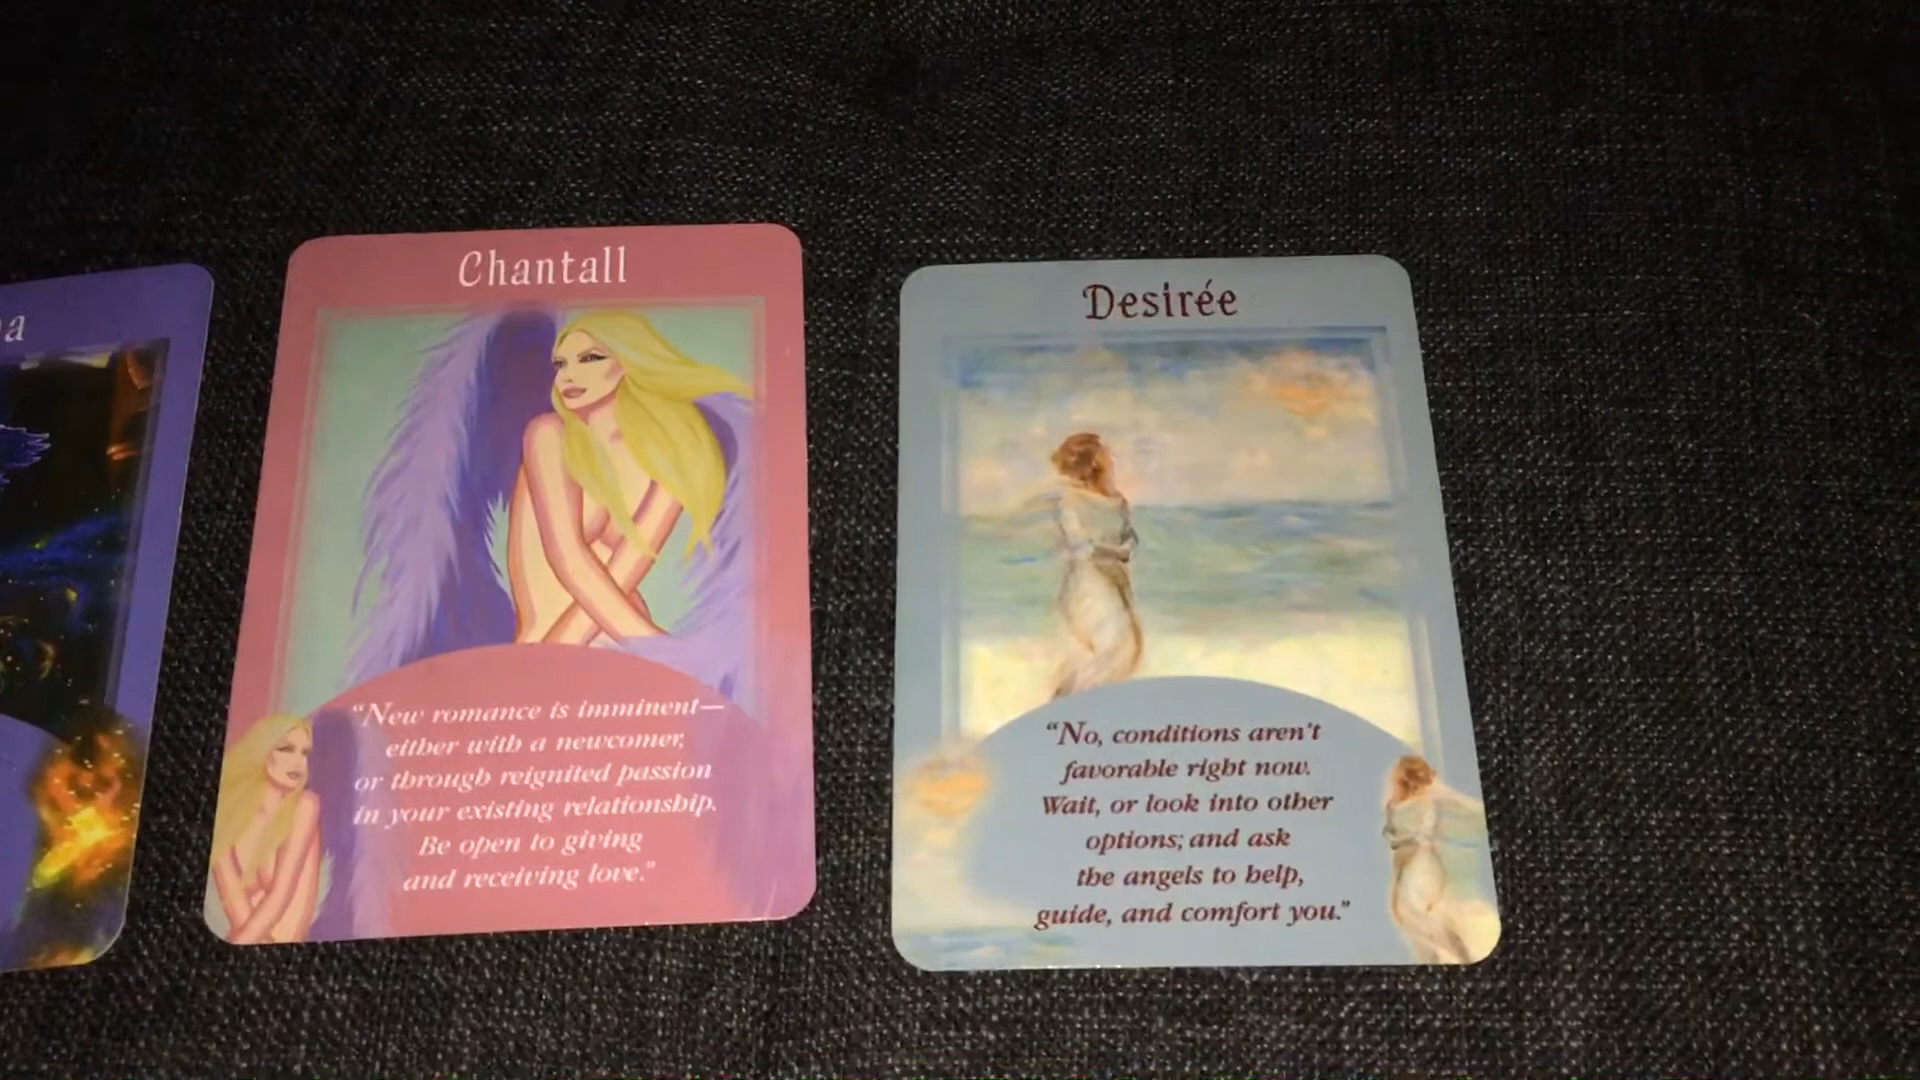 Chantall
"New romance is imminent—
either with a newcomer,
or through reignited passion
in your existing relationship.
Be open to giving
and receiving love."
Desirée
"No, conditions aren't
favorable right now.
Wait, or look into other
options; and ask
the angels to help,
guide, and comfort you."